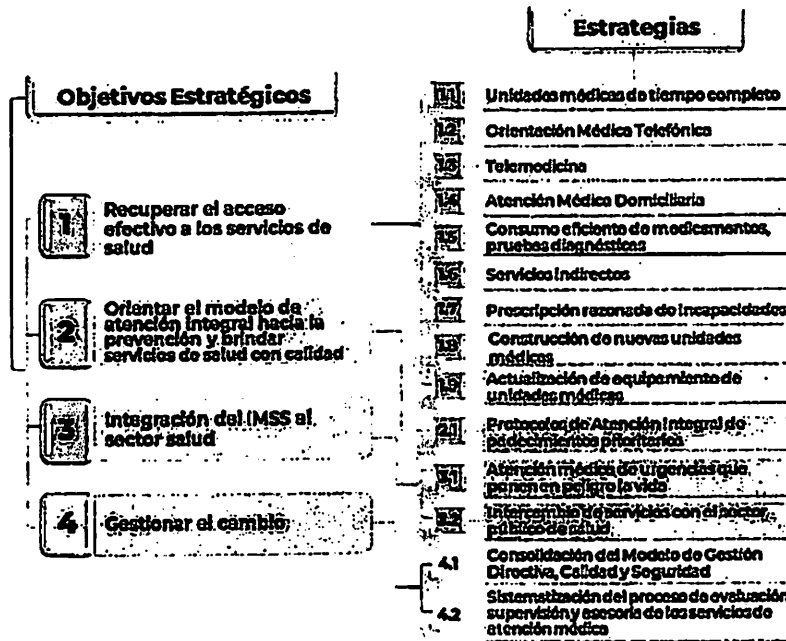 Estrategias
Objetivos Estratégicos
1
Recuperar el acceso
efectivo a los servicios de
salud
2
Orientar el modelo de
atención integral hacia la
prevención y brindar
servicios de salud con calidad
3
Integración del IMSS al
sector salud
4
Gestionar el cambio
1.1 Unidades médicas de tiempo completo
1.2 Orientación Médica Telefónica
1.3 Telemedicina
1.4 Atención Médica Domiciliaria
1.5 Consumo eficiente de medicamentos,
pruebas diagnósticas
1.6 Servicios Indirectos
1.7 Prescripción razonada de incapacidades
1.8 Construcción de nuevas unidades
médicas
1.9 Actualización de equipamiento de
unidades médicas
2.1 Protocolos de Atención Integral de
padecimientos prioritarios
3.1 Atención médica de urgencias que
ponen en peligro la vida
3.2 Intercambio de servicios con el sector
público de salud
4.1 Consolidación del Modelo de Gestión
Directiva, Calidad y Seguridad
4.2 Sistematización del proceso de evaluación
supervisión y asesoría de los servicios de
atención médica